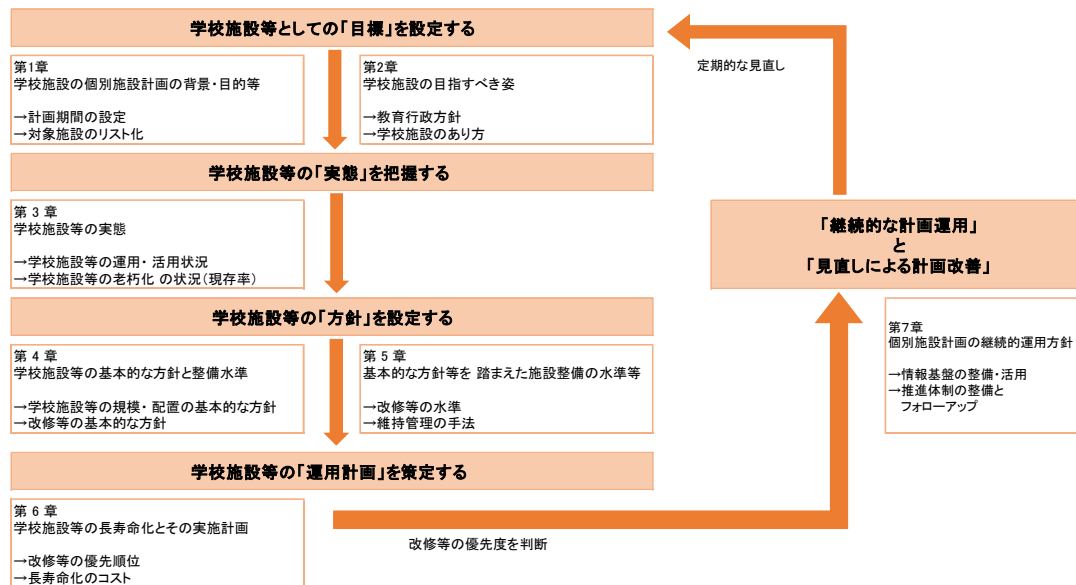 学校施設等としての「目標」を設定する
第1章
学校施設の個別施設計画の背景・目的等
→計画期間の設定
→対象施設のリスト化
第2章
学校施設の目指すべき姿
→教育行政方針
→学校施設のあり方
定期的な見直し
学校施設等の「実態」を把握する
第３章
学校施設等の実態
→学校施設等の運用・活用状況
→学校施設等の老朽化 の状況(現存率)
「継続的な計画運用」
と
「見直しによる計画改善」
学校施設等の「方針」を設定する
第４章
学校施設等の基本的な方針と整備水準
→学校施設等の規模・ 配置の基本的な方針
→改修等の基本的な方針
第５章
基本的な方針等を 踏まえた施設整備の水準等
→改修等の水準
→維持管理の手法
第7章
個別施設計画の継続的運用方針
→情報基盤の整備・活用
→推進体制の整備と
フォローアップ
学校施設等の「運用計画」を策定する
第６章
学校施設等の長寿命化とその実施計画
→改修等の優先順位
→長寿命化のコスト
改修等の優先度を判断